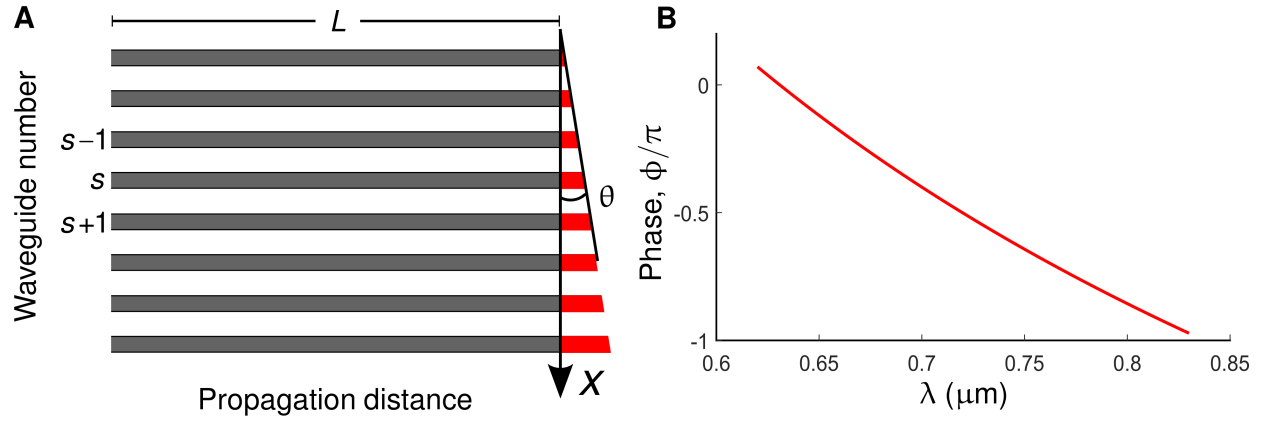 A
L
Waveguide number
s−1
s
s+1
θ
X
Propagation distance
B
Phase, ϕ/π
0
-0.5
-1
0.6
0.65
0.7
0.75
0.8
0.85
λ (μm)